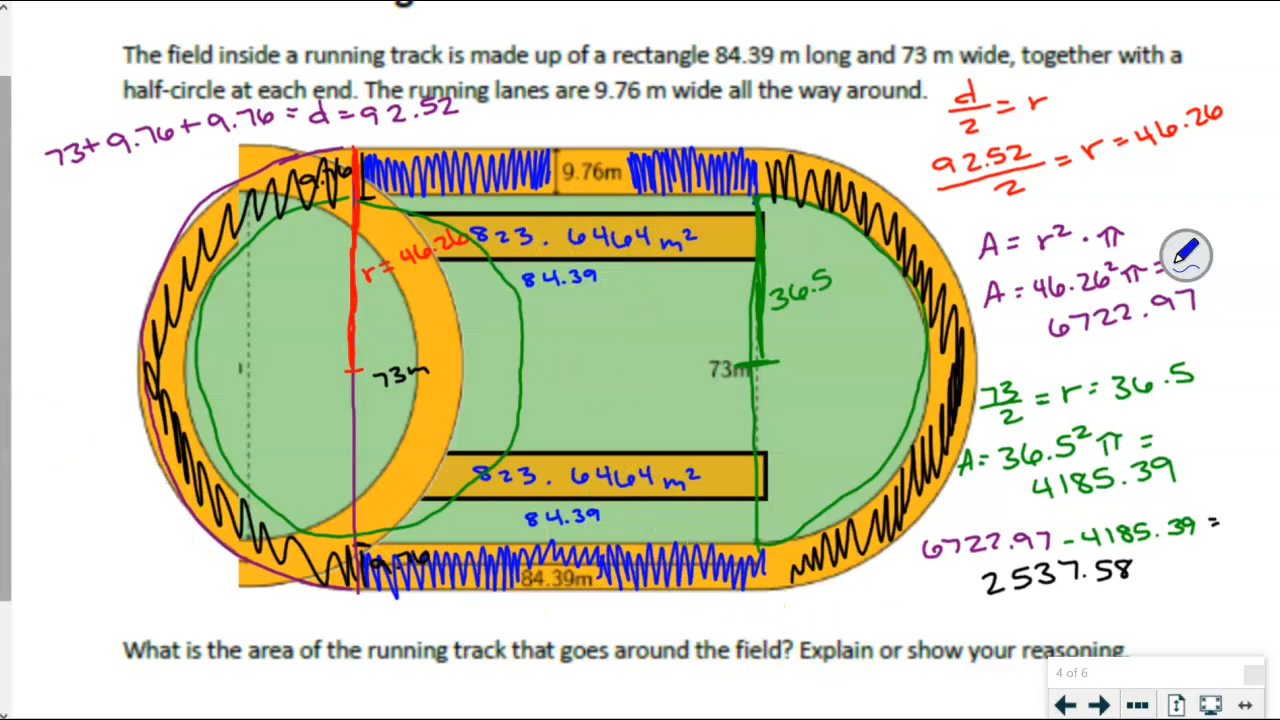 The field inside a running track is made up of a rectangle 84.39 m long and 73 m wide, together with a
half-circle at each end. The running lanes are 9.76 m wide all the way around.
73 + 9.76 + 9.76 = d = 92.52
d/2 = r
92.52/2 = r = 46.26
9.76
9.76m
r = 46.26
823.6464 m²
84.39
36.5
A = r² · π
A = 46.26² π =
6722.97
73m
73m
73/2 = r = 36.5
A = 36.5² π =
4185.39
823.6464 m²
84.39
6722.97 - 4185.39 =
2537.58
9.76
84.39m
What is the area of the running track that goes around the field? Explain or show your reasoning.
4 of 6